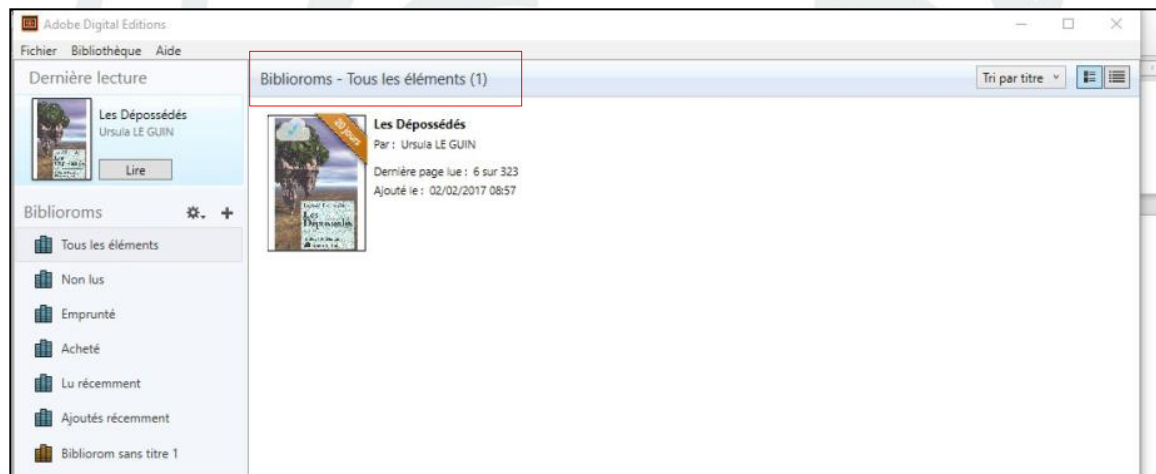 Adobe Digital Editions
Fichier Bibliothèque Aide
Dernière lecture
Les Dépossédés
Ursula LE GUIN
Lire
Biblioroms
Tous les éléments
Non lus
Emprunté
Acheté
Lu récemment
Ajoutés récemment
Bibliorom sans titre 1
Biblioroms - Tous les éléments (1)
Tri par titre
20 jours
Les Dépossédés
Les Dépossédés
Par : Ursula LE GUIN
Dernière page lue : 6 sur 323
Ajouté le : 02/02/2017 08:57